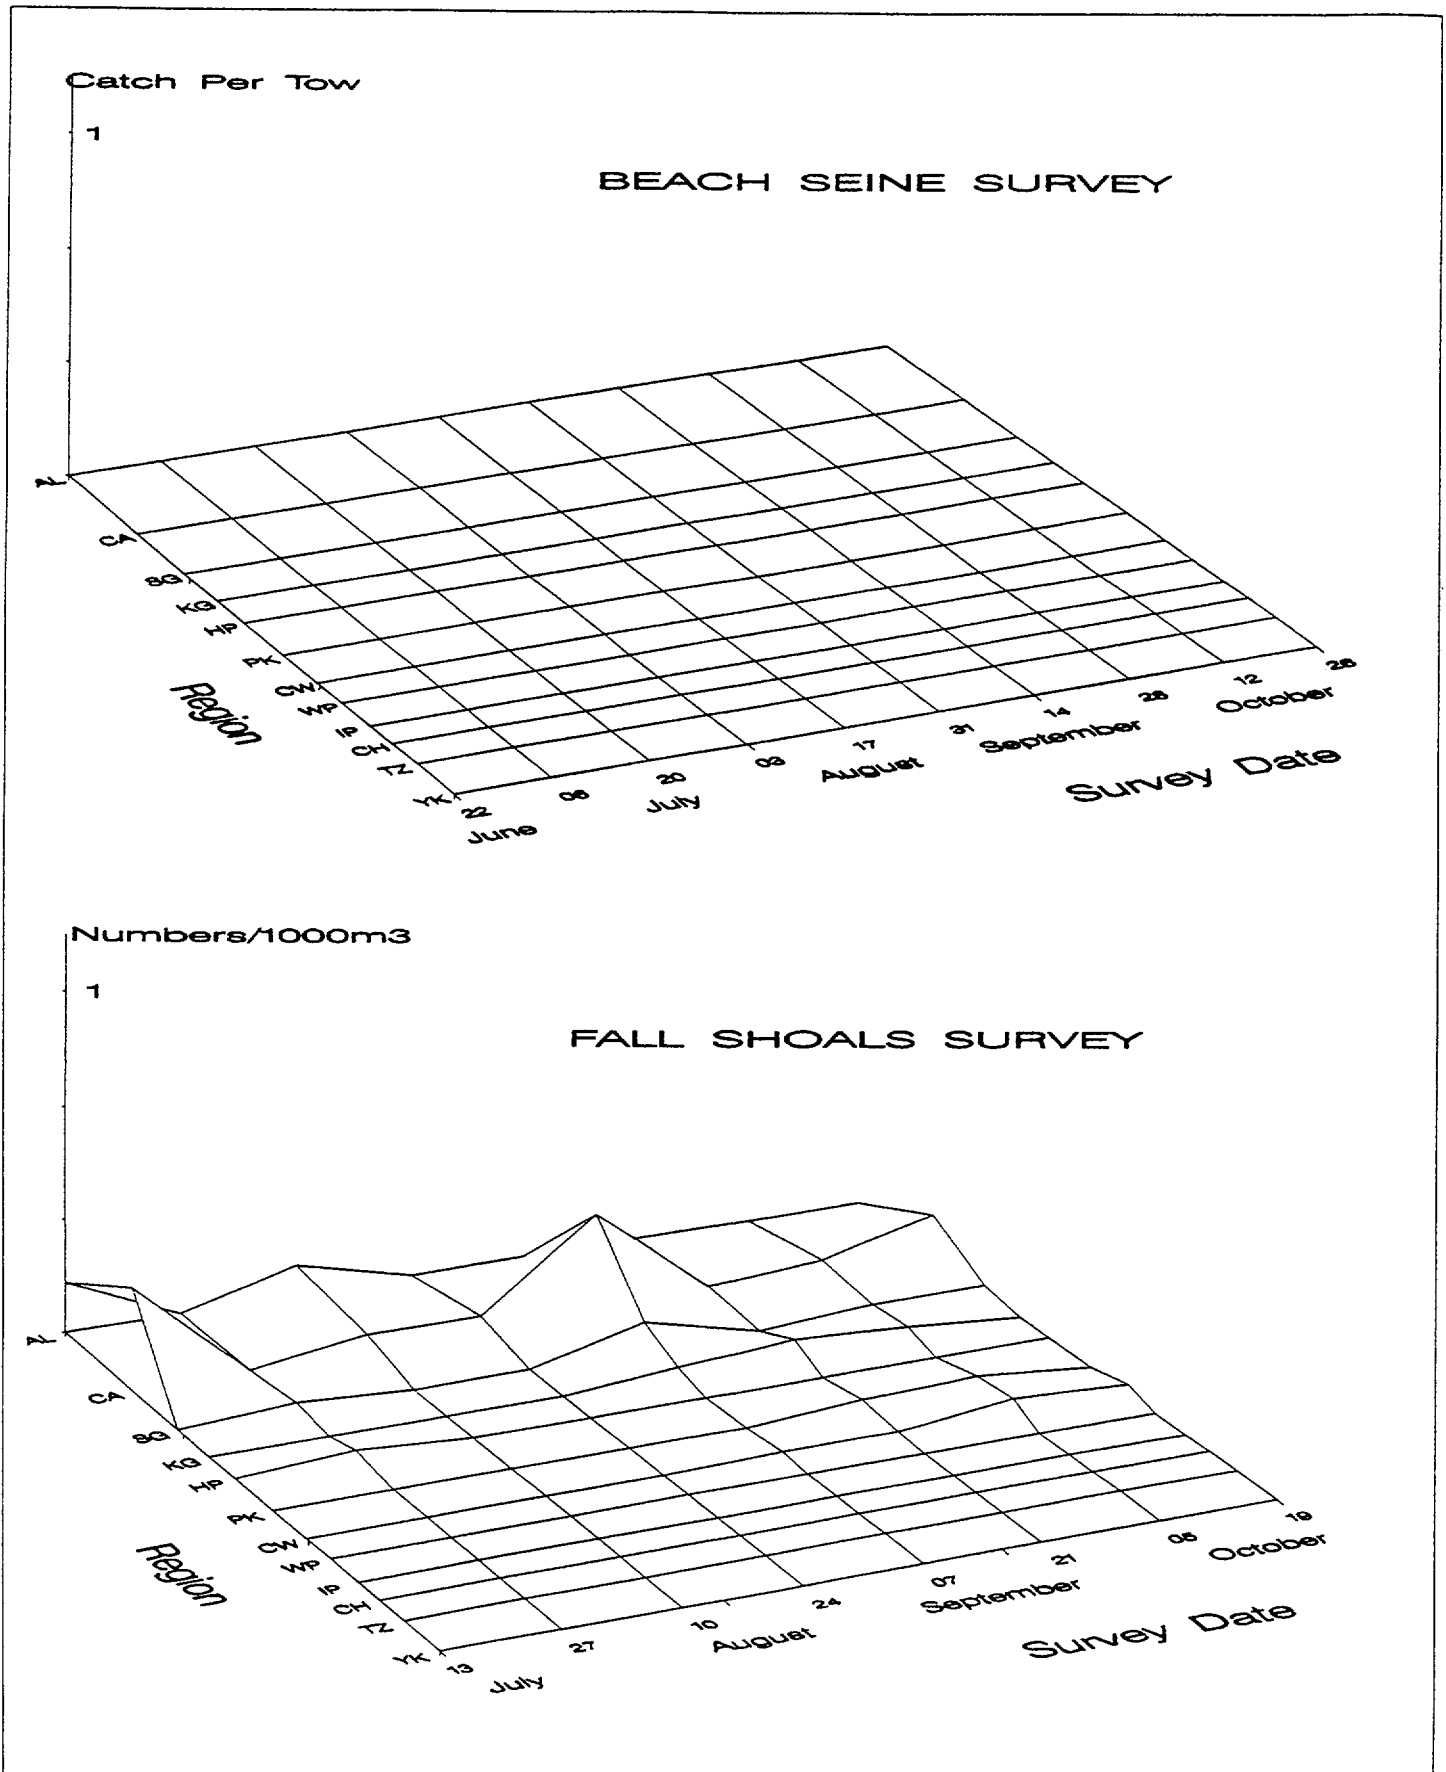 Catch Per Tow
1
BEACH SEINE SURVEY
AL
CA
SG
KG
HP
PK
CW
WP
IP
CH
TZ
YK
Region
22 06 20 03 17 31 14 28 12 26
June July August September October
Survey Date
Numbers/1000m3
1
FALL SHOALS SURVEY
AL
CA
SG
KG
HP
PK
CW
WP
IP
CH
TZ
YK
Region
13 27 10 24 07 21 05 19
July August September October
Survey Date